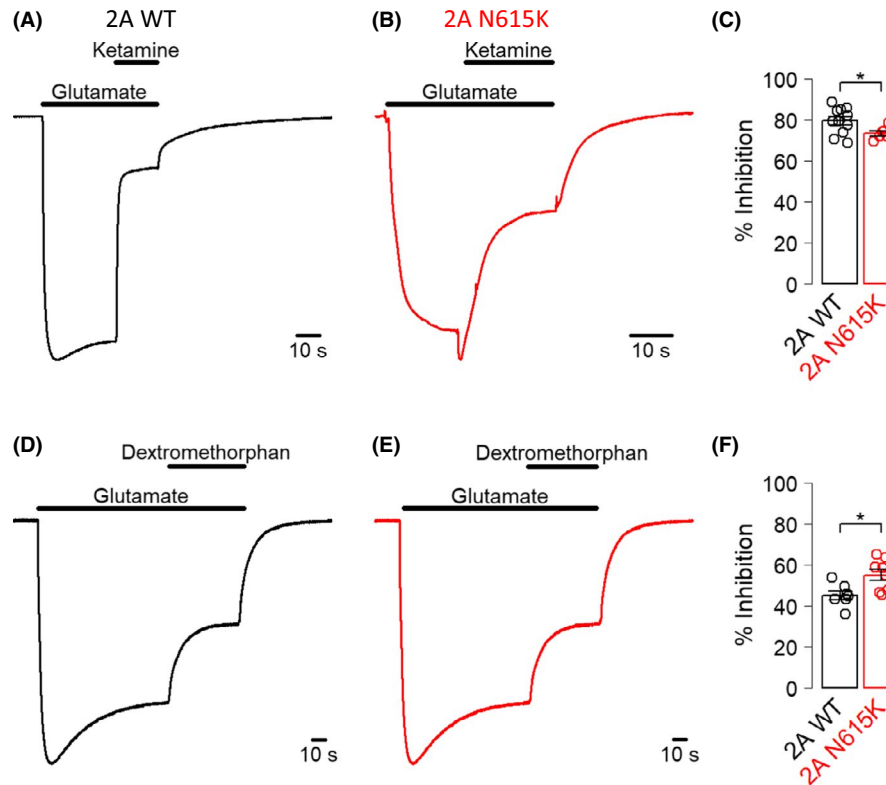 (A) 2A WT
Ketamine
Glutamate
10 s
(B) 2A N615K
Ketamine
Glutamate
10 s
(C)
% Inhibition
100
80
60
40
20
0
*
2A WT
2A N615K
(D)
Dextromethorphan
Glutamate
10 s
(E)
Dextromethorphan
Glutamate
10 s
(F)
% Inhibition
100
80
60
40
20
0
*
2A WT
2A N615K